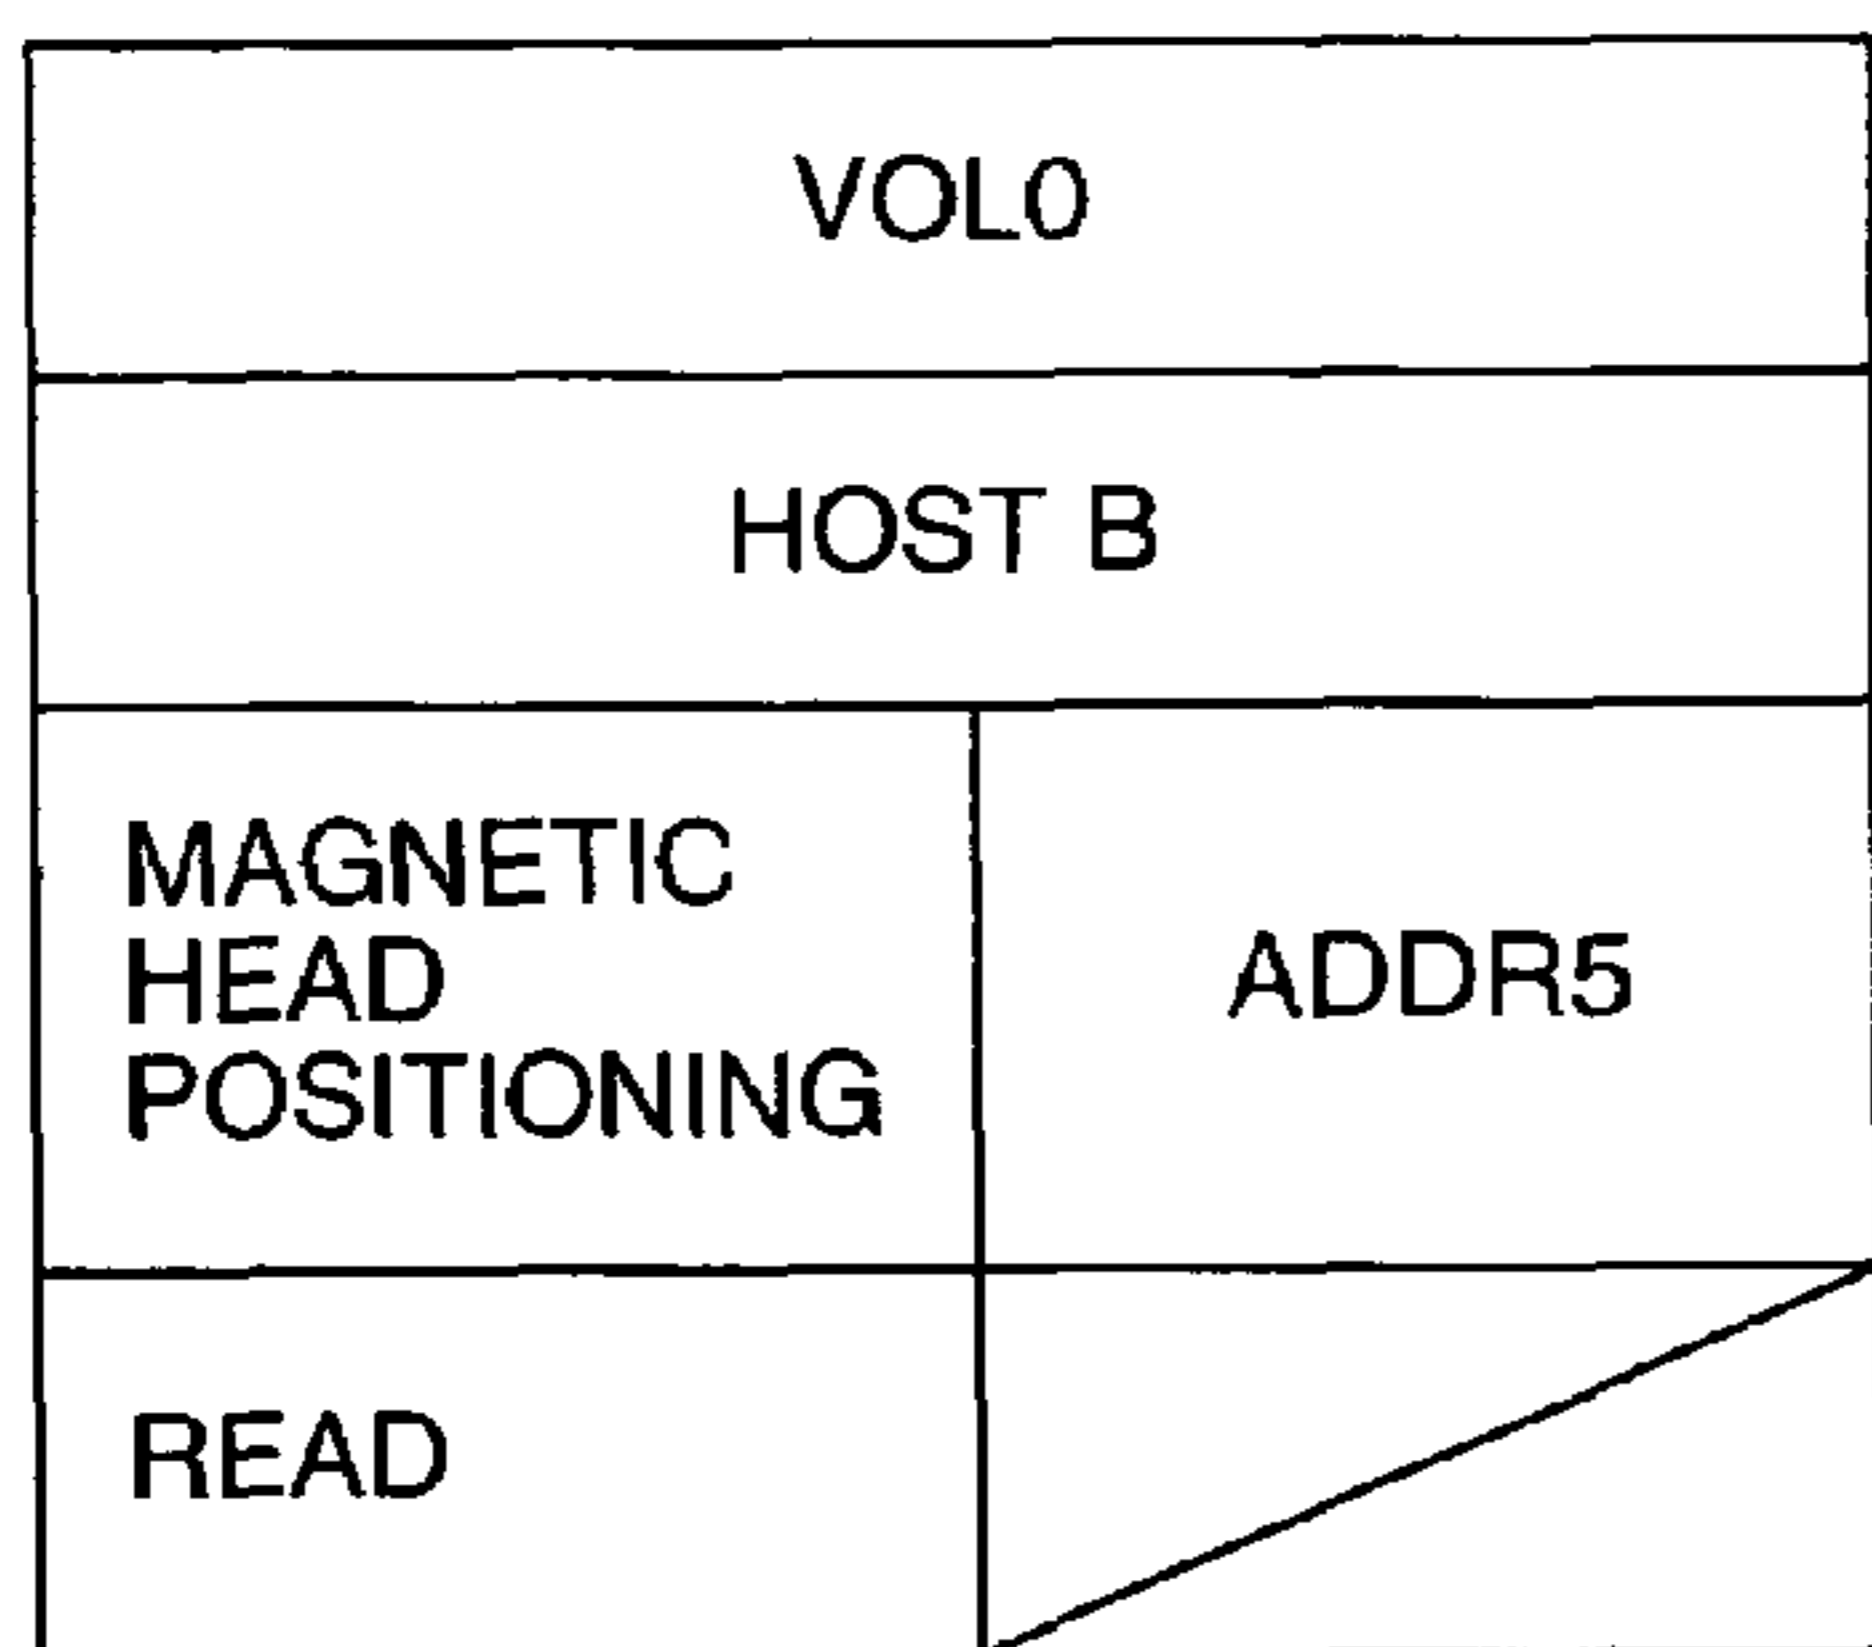 VOL0
HOST B
MAGNETIC
HEAD
POSITIONING
ADDR5
READ